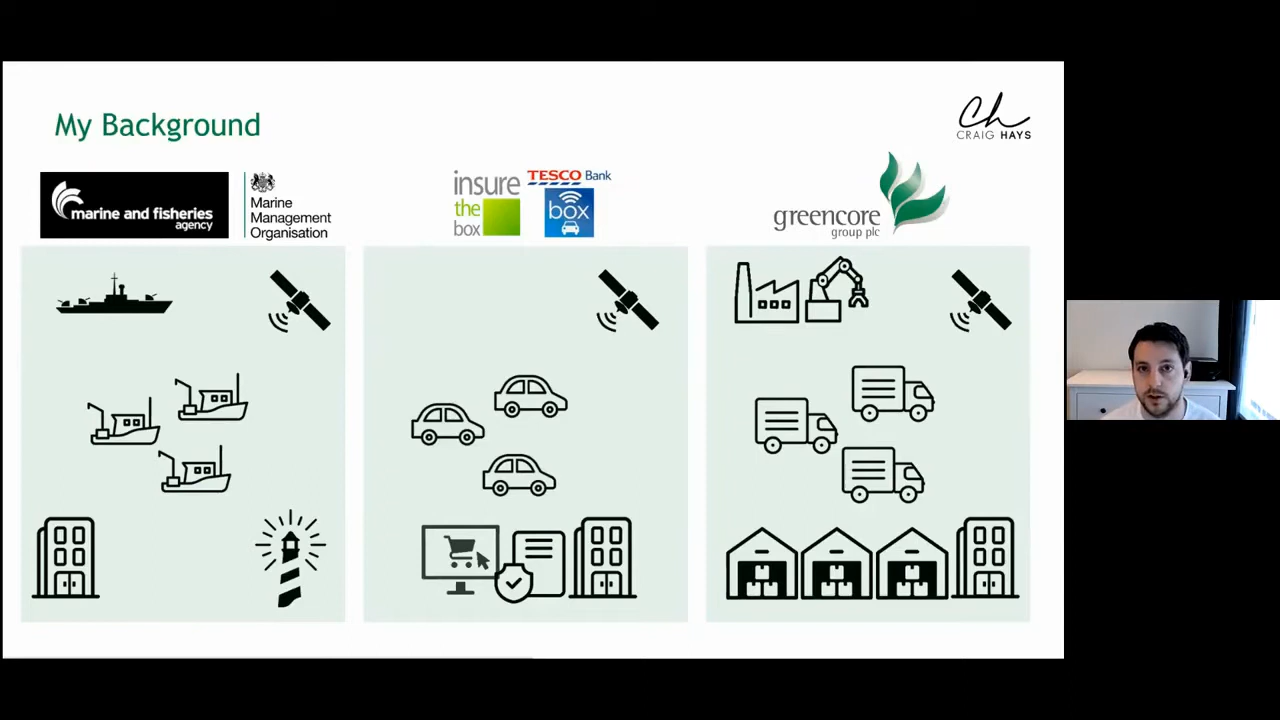 My Background
Ch
CRAIG HAYS
marine and fisheries
agency
Marine
Management
Organisation
insure
the
box
TESCO Bank
box
greencore
group plc